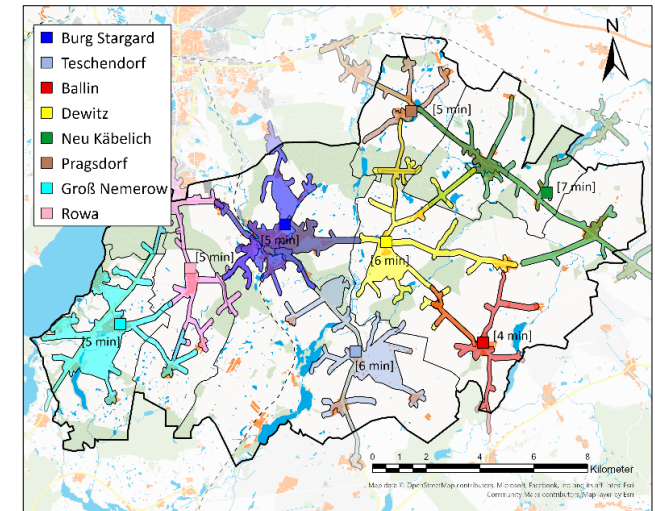 Burg Stargard
Teschendorf
Ballin
Dewitz
Neu Käbelich
Pragsdorf
Groß Nemerow
Rowa
N
[5 min]
[7 min]
[5 min]
[5 min]
[6 min]
[5 min]
[4 min]
[6 min]
0 1 2 4 6 8
Kilometer
Map data © OpenStreetMap contributors, Microsoft, Facebook, Inc. and its affiliates, Esri
Community Maps contributors, Map layer by Esri